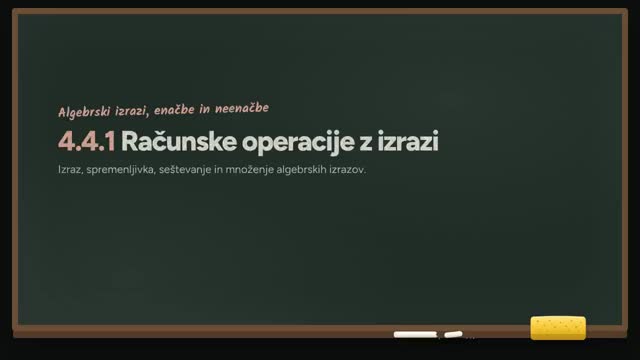 Algebrski izrazi, enačbe in neenačbe
4.4.1 Računske operacije z izrazi
Izraz, spremenljivka, seštevanje in množenje algebrskih izrazov.